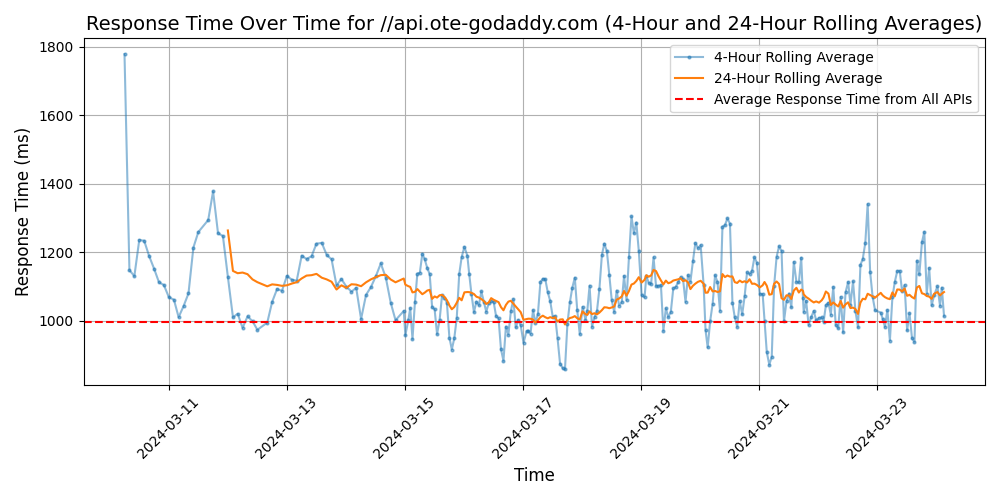 Response Time Over Time for //api.ote-godaddy.com (4-Hour and 24-Hour Rolling Averages)
4-Hour Rolling Average
24-Hour Rolling Average
Average Response Time from All APIs
Response Time (ms)
1800
1600
1400
1200
1000
2024-03-11
2024-03-13
2024-03-15
2024-03-17
2024-03-19
2024-03-21
2024-03-23
Time